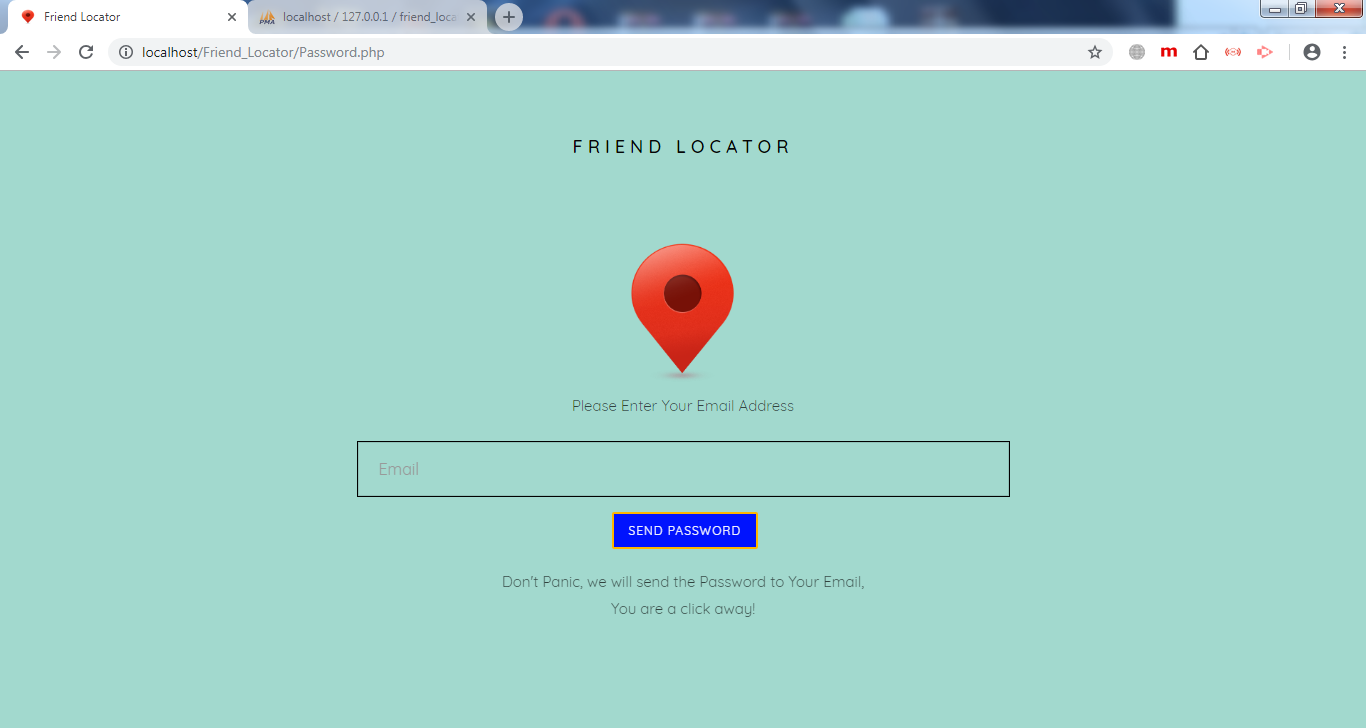 Friend Locator
PMA localhost / 127.0.0.1 / friend_loca
localhost/Friend_Locator/Password.php
m
FRIEND LOCATOR
Please Enter Your Email Address
Email
SEND PASSWORD
Don't Panic, we will send the Password to Your Email,
You are a click away!